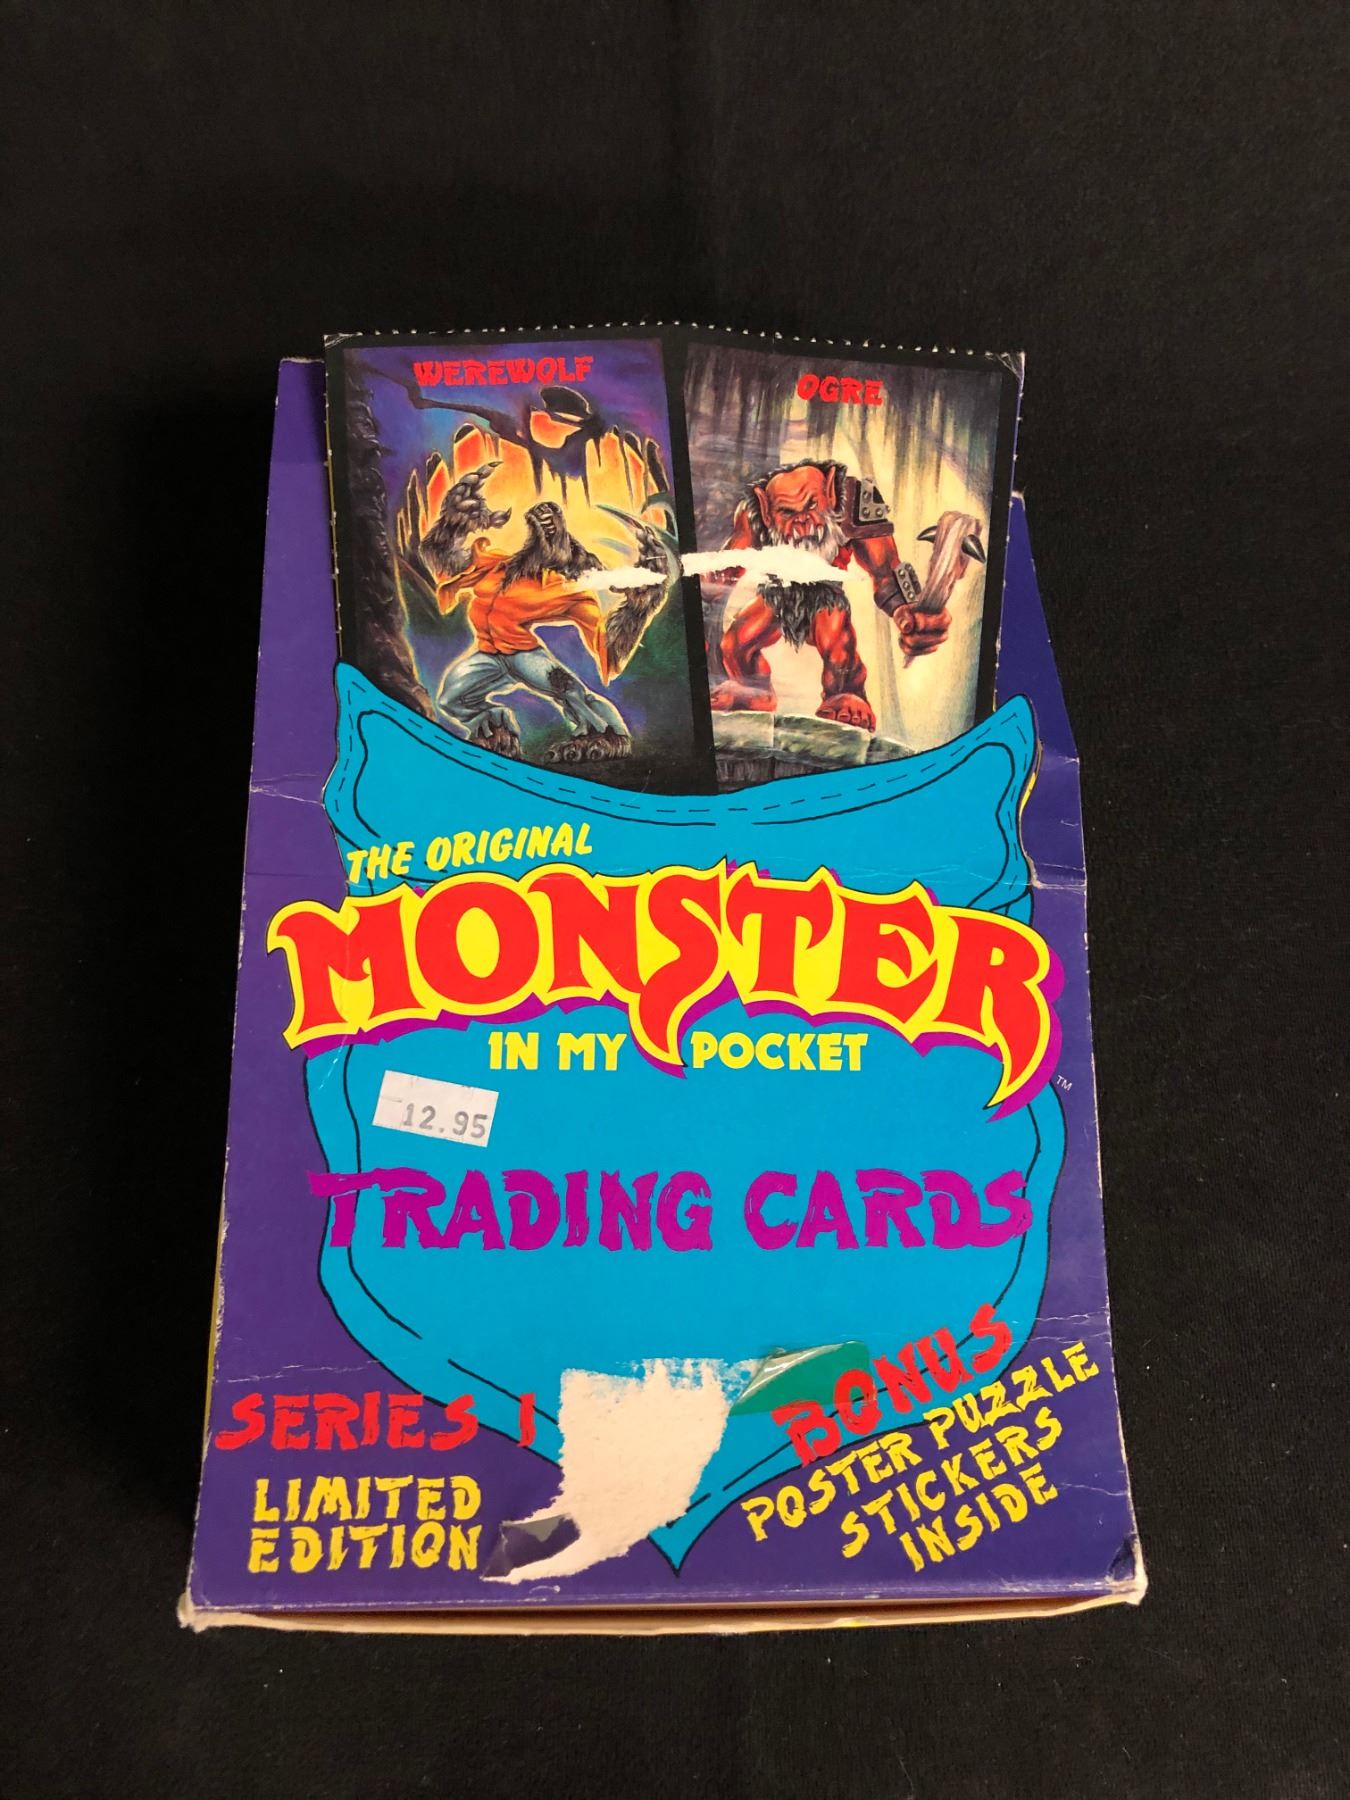 WEREWOLF
OGRE
THE ORIGINAL
MONSTER
IN MY POCKET
TM
12.95
TRADING CARDS
SERIES 1
LIMITED
EDITION
BONUS
POSTER PUZZLE
STICKERS
INSIDE